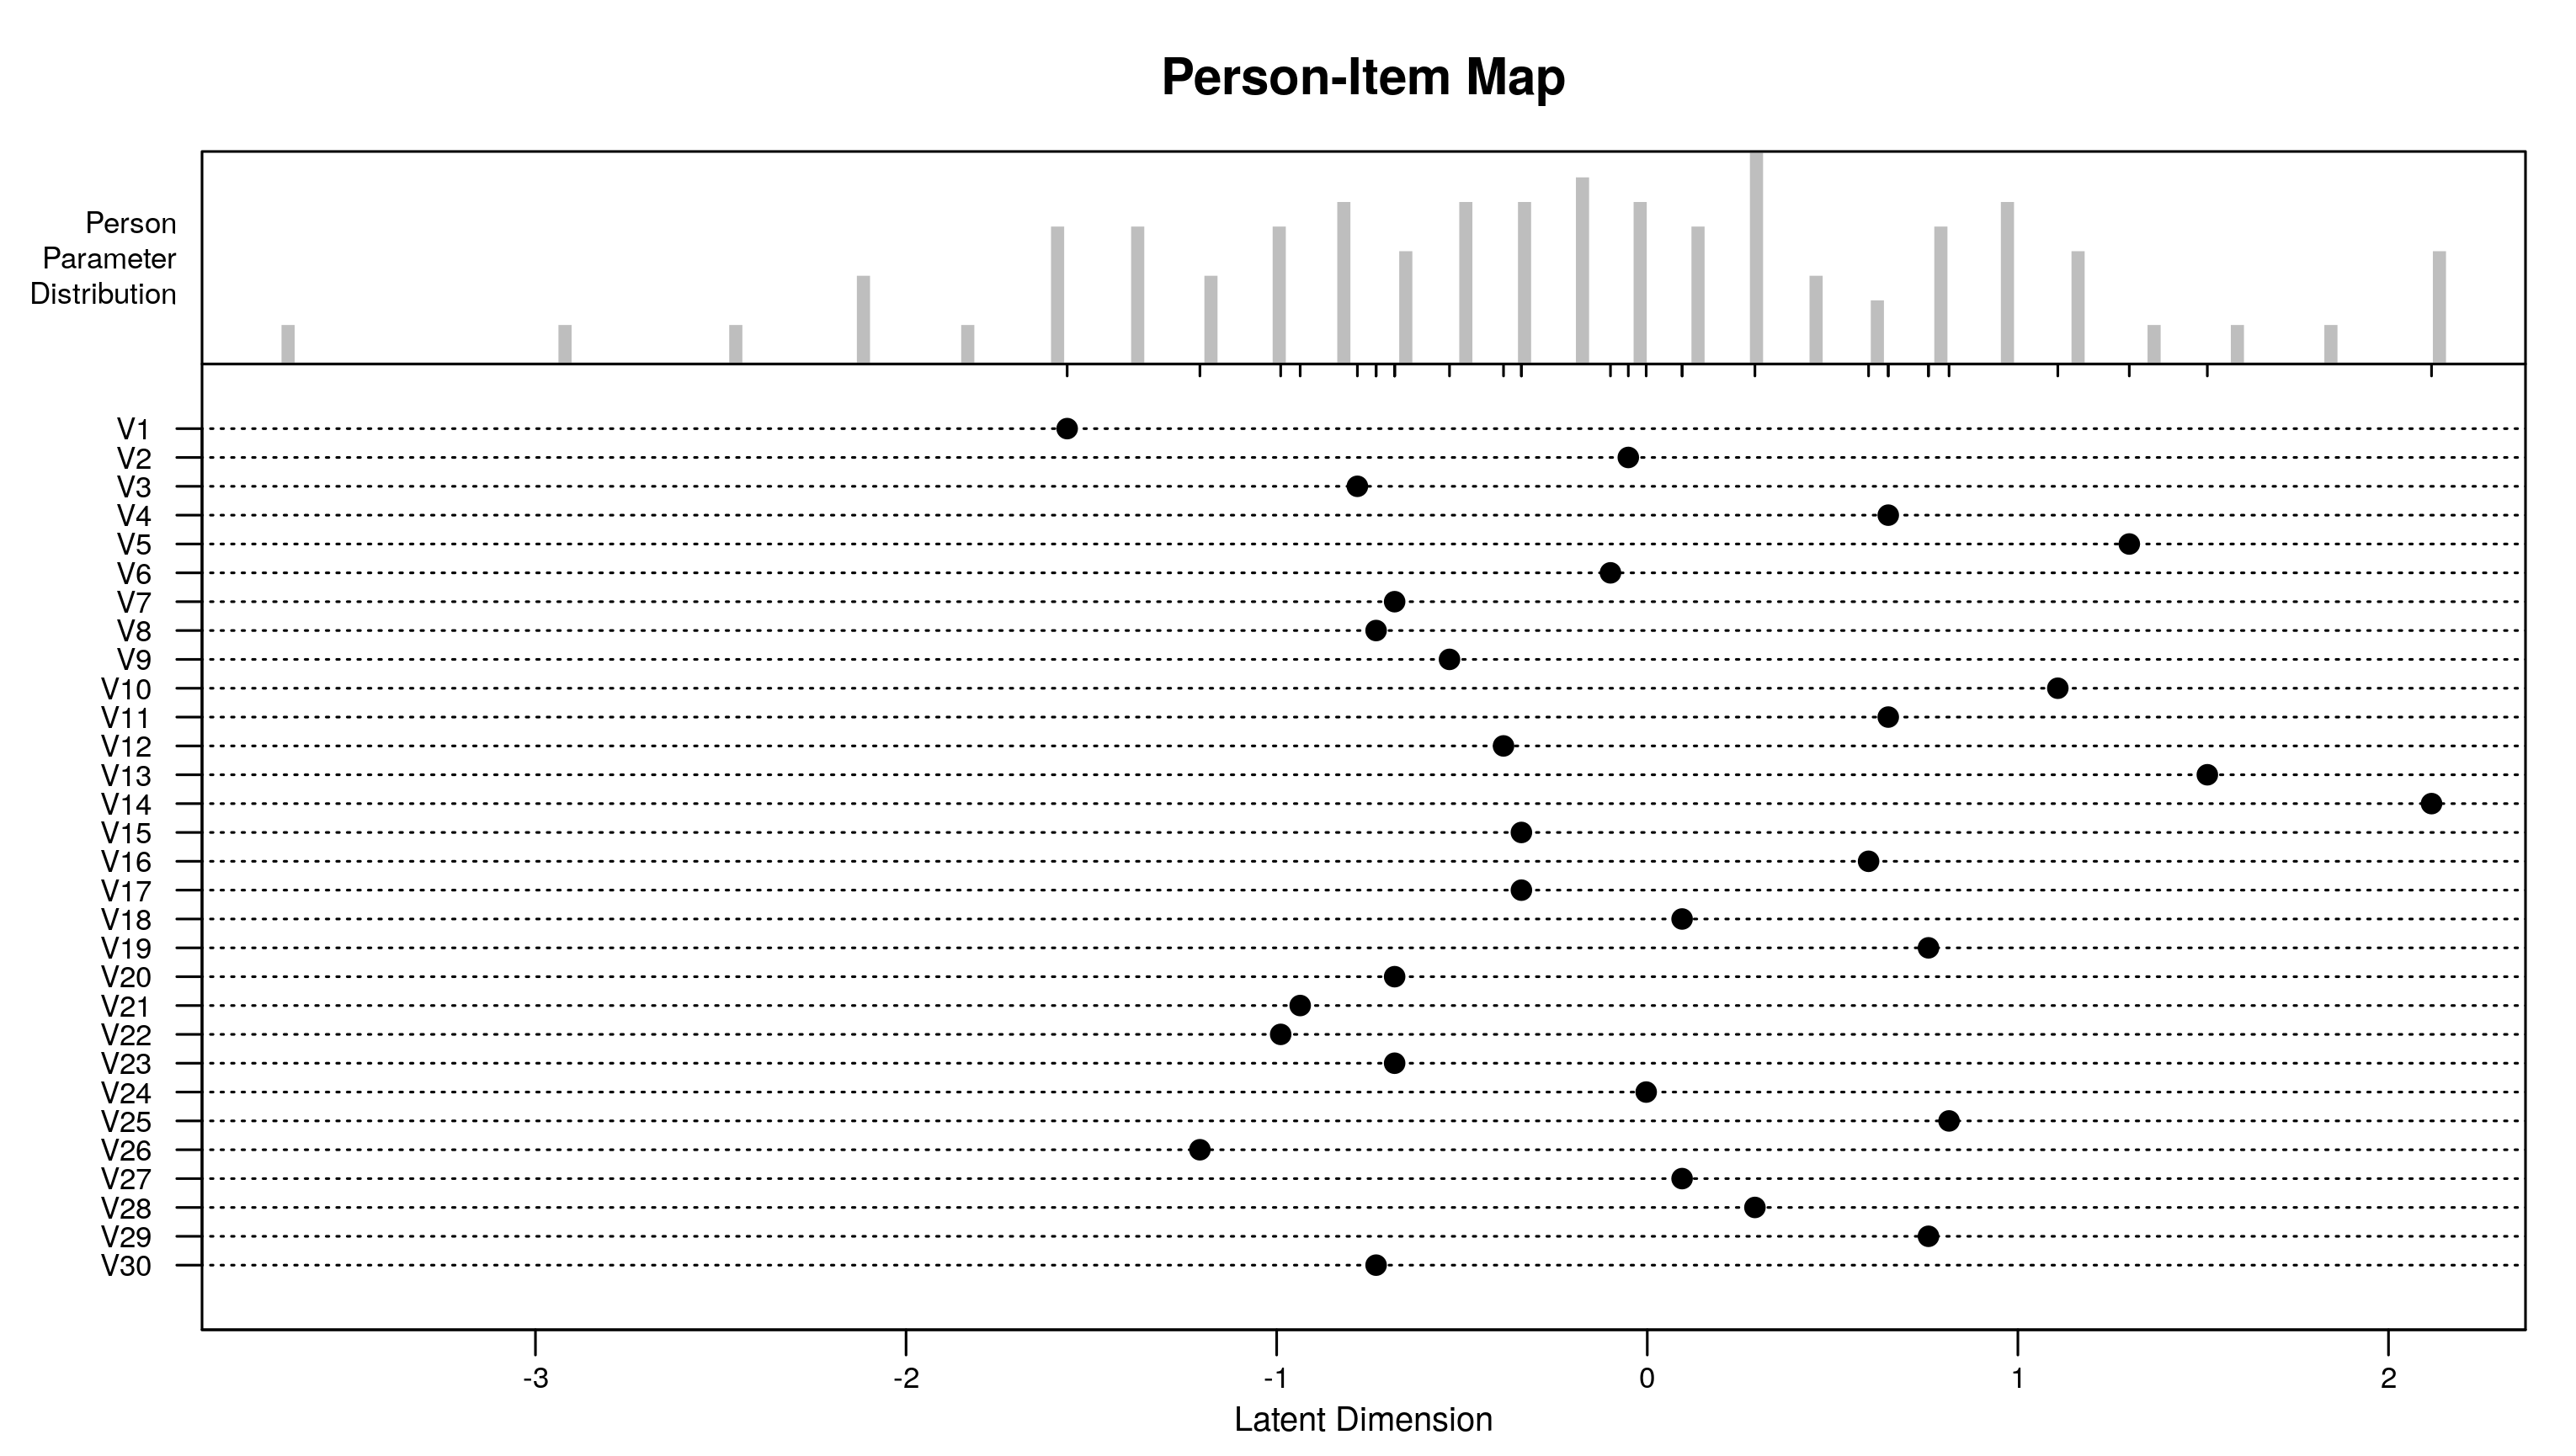 Person-Item Map
Person
Parameter
Distribution
V1
V2
V3
V4
V5
V6
V7
V8
V9
V10
V11
V12
V13
V14
V15
V16
V17
V18
V19
V20
V21
V22
V23
V24
V25
V26
V27
V28
V29
V30
-3 -2 -1 0 1 2
Latent Dimension